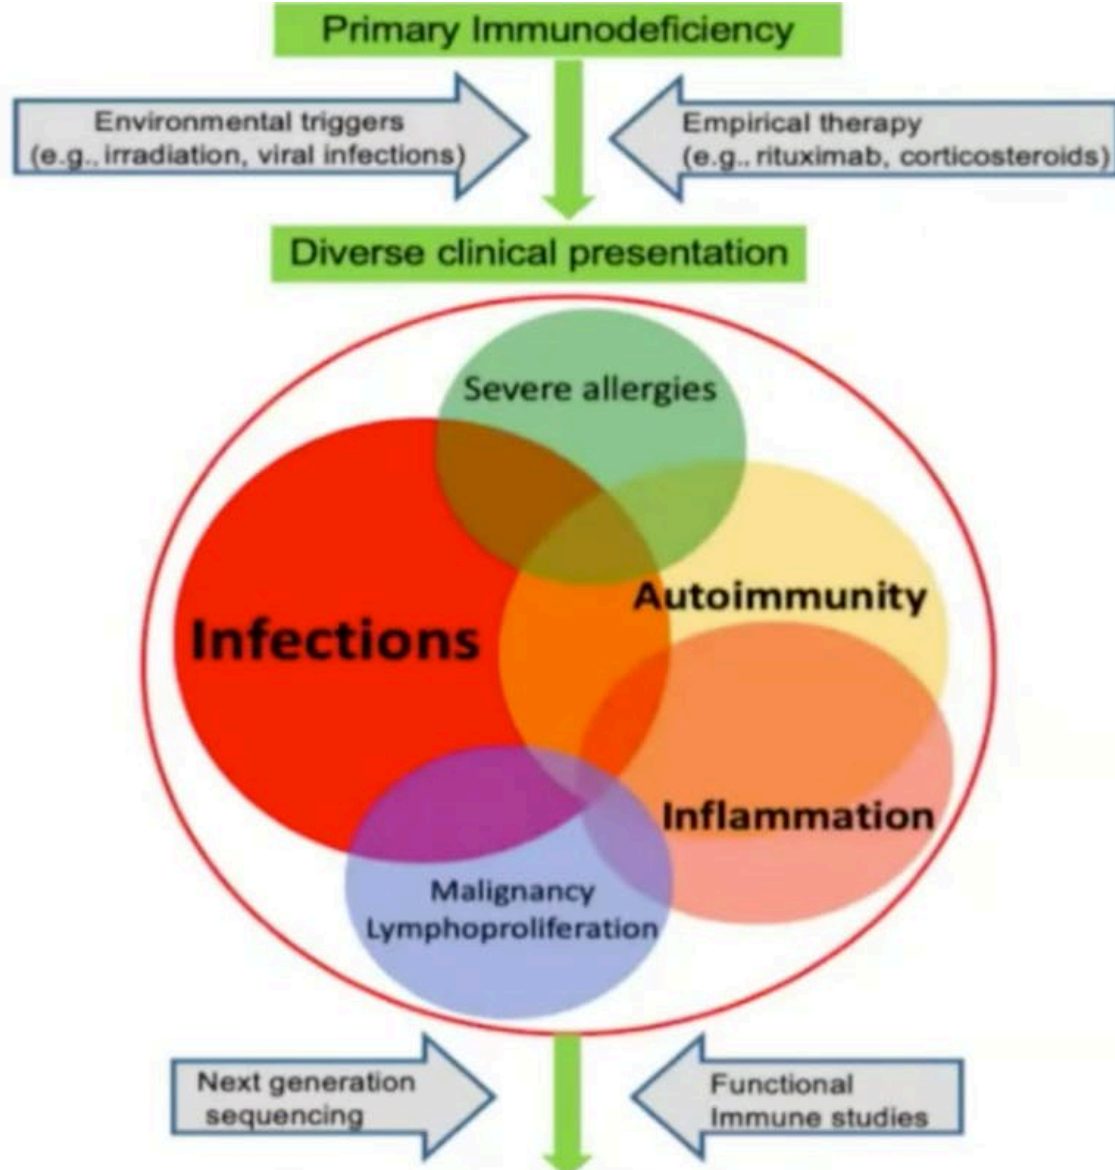 Primary Immunodeficiency
Environmental triggers
(e.g., irradiation, viral infections)
Empirical therapy
(e.g., rituximab, corticosteroids)
Diverse clinical presentation
Severe allergies
Autoimmunity
Infections
Inflammation
Malignancy
Lymphoproliferation
Next generation
sequencing
Functional
Immune studies